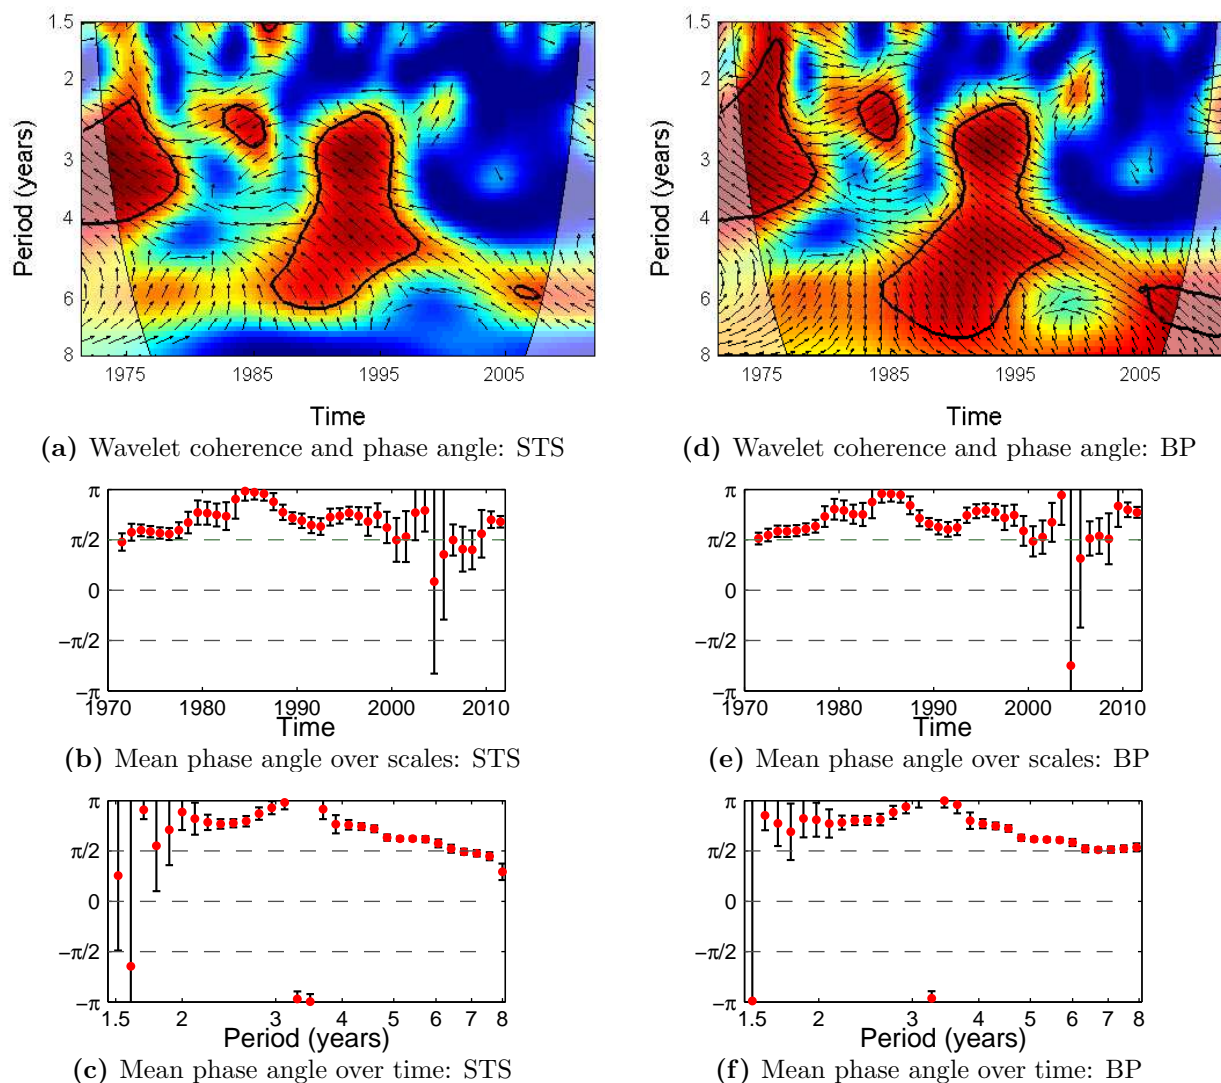 1.5
2
3
4
6
8
Period (years)
1975 1985 1995 2005
Time
(a) Wavelet coherence and phase angle: STS
1.5
2
3
4
6
8
Period (years)
1975 1985 1995 2005
Time
(d) Wavelet coherence and phase angle: BP
π
π/2
0
−π/2
−π
1970 1980 1990 2000 2010
Time
(b) Mean phase angle over scales: STS
π
π/2
0
−π/2
−π
1970 1980 1990 2000 2010
Time
(e) Mean phase angle over scales: BP
π
π/2
0
−π/2
−π
1.5 2 3 4 5 6 7 8
Period (years)
(c) Mean phase angle over time: STS
π
π/2
0
−π/2
−π
1.5 2 3 4 5 6 7 8
Period (years)
(f) Mean phase angle over time: BP